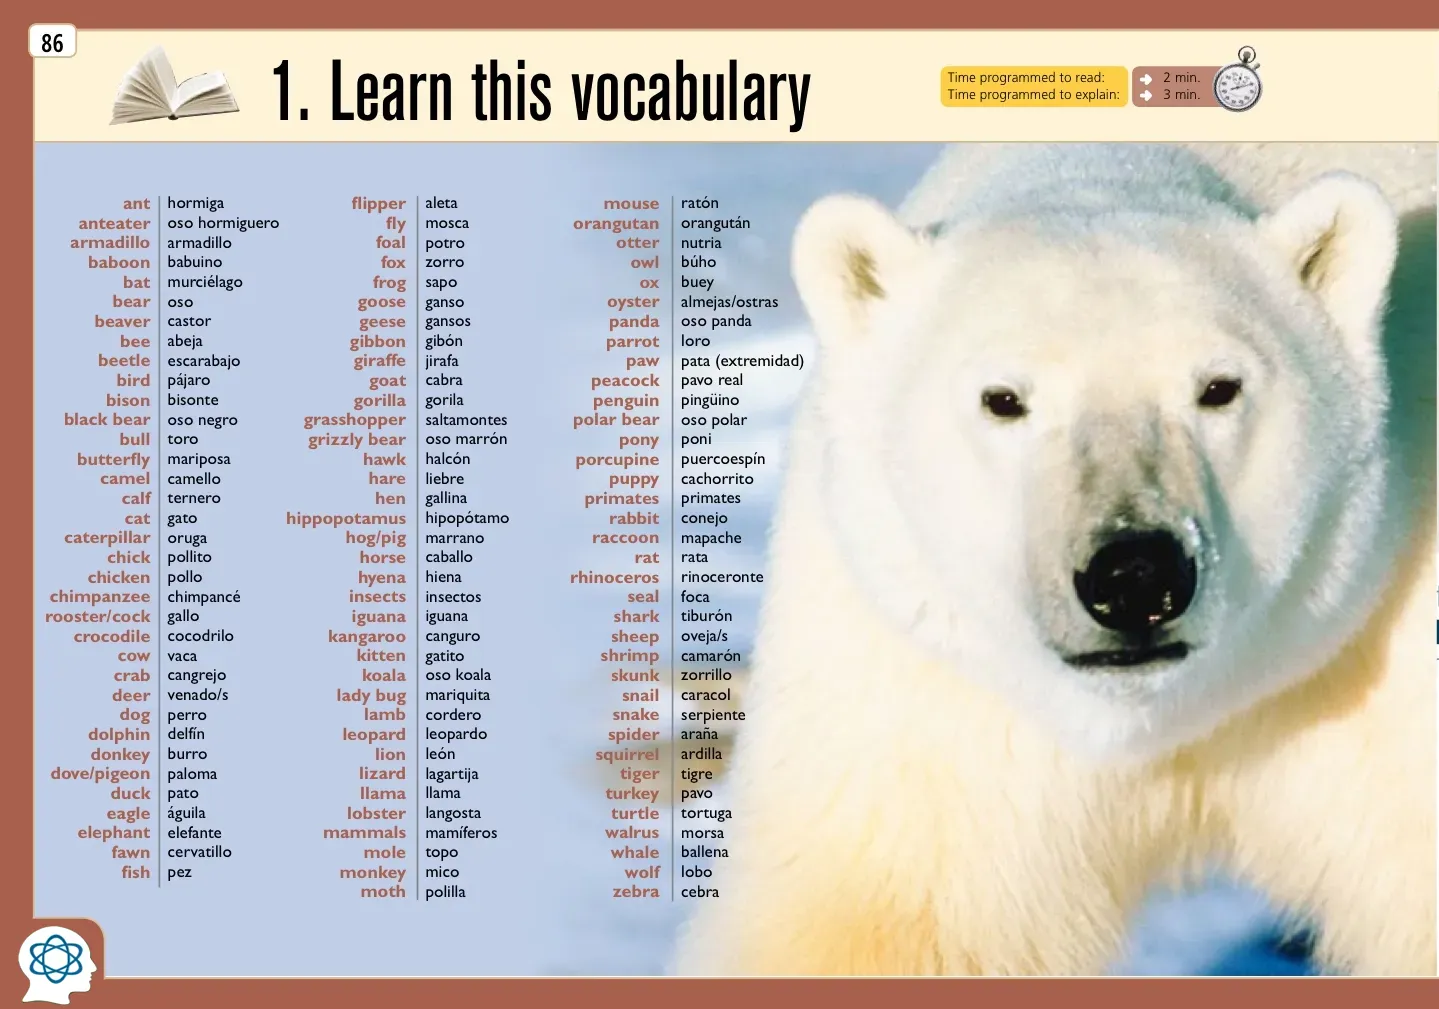 86
1. Learn this vocabulary
Time programmed to read: 2 min.
Time programmed to explain: 3 min.
ant hormiga
anteater oso hormiguero
armadillo armadillo
baboon babuino
bat murciélago
bear oso
beaver castor
bee abeja
beetle escarabajo
bird pájaro
bison bisonte
black bear oso negro
bull toro
butterfly mariposa
camel camello
calf ternero
cat gato
caterpillar oruga
chick pollito
chicken pollo
chimpanzee chimpancé
rooster/cock gallo
crocodile cocodrilo
cow vaca
crab cangrejo
deer venado/s
dog perro
dolphin delfín
donkey burro
dove/pigeon paloma
duck pato
eagle águila
elephant elefante
fawn cervatillo
fish pez
flipper aleta
fly mosca
foal potro
fox zorro
frog sapo
goose ganso
geese gansos
gibbon gibón
giraffe jirafa
goat cabra
gorilla gorila
grasshopper saltamontes
grizzly bear oso marrón
hawk halcón
hare liebre
hen gallina
hippopotamus hipopótamo
hog/pig marrano
horse caballo
hyena hiena
insects insectos
iguana iguana
kangaroo canguro
kitten gatito
koala oso koala
lady bug mariquita
lamb cordero
leopard leopardo
lion león
lizard lagartija
llama llama
lobster langosta
mammals mamíferos
mole topo
monkey mico
moth polilla
mouse ratón
orangutan orangután
otter nutria
owl búho
ox buey
oyster almejas/ostras
panda oso panda
parrot loro
paw pata (extremidad)
peacock pavo real
penguin pingüino
polar bear oso polar
pony poni
porcupine puercoespín
puppy cachorrito
primates primates
rabbit conejo
raccoon mapache
rat rata
rhinoceros rinoceronte
seal foca
shark tiburón
sheep oveja/s
shrimp camarón
skunk zorrillo
snail caracol
snake serpiente
spider araña
squirrel ardilla
tiger tigre
turkey pavo
turtle tortuga
walrus morsa
whale ballena
wolf lobo
zebra cebra